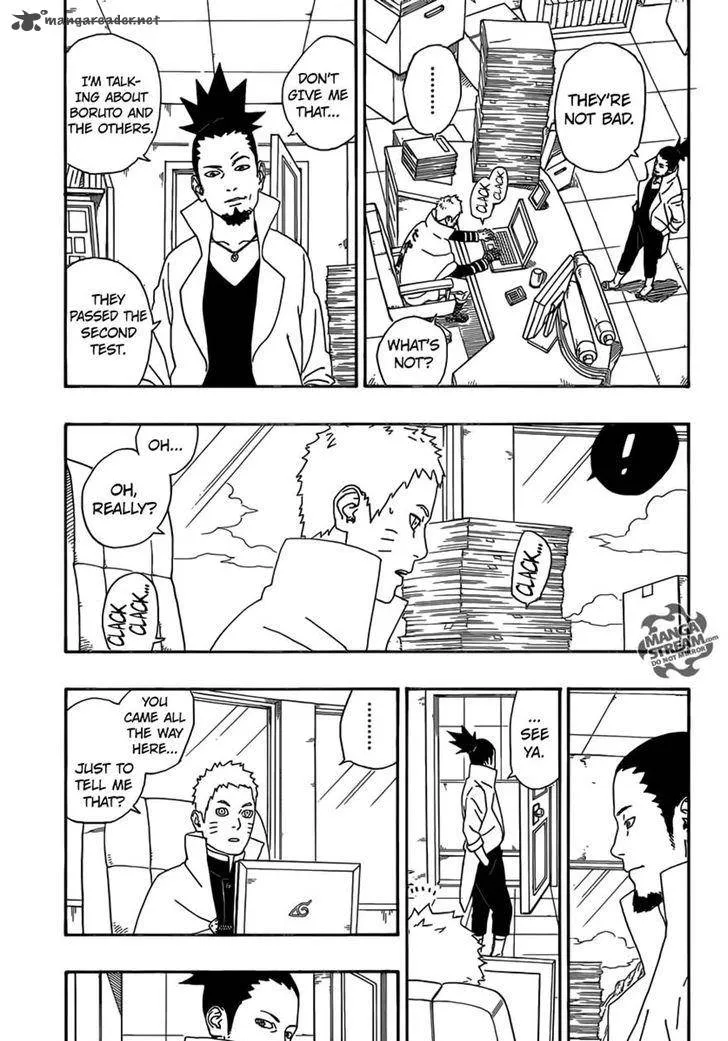 mangareader.net
THEY'RE
NOT BAD.
.........
CLACK
CLACK
WHAT'S
NOT?
DON'T
GIVE ME
THAT...
I'M TALK-
ING ABOUT
BORUTO AND
THE OTHERS.
THEY
PASSED THE
SECOND
TEST.
!
CLACK...
OH...
OH,
REALLY?
CLACK
CLACK...
MANGA
STREAM.com
DO NOT MIRROR
...
SEE
YA.
.........
YOU
CAME ALL
THE WAY
HERE...
JUST TO
TELL ME
THAT?